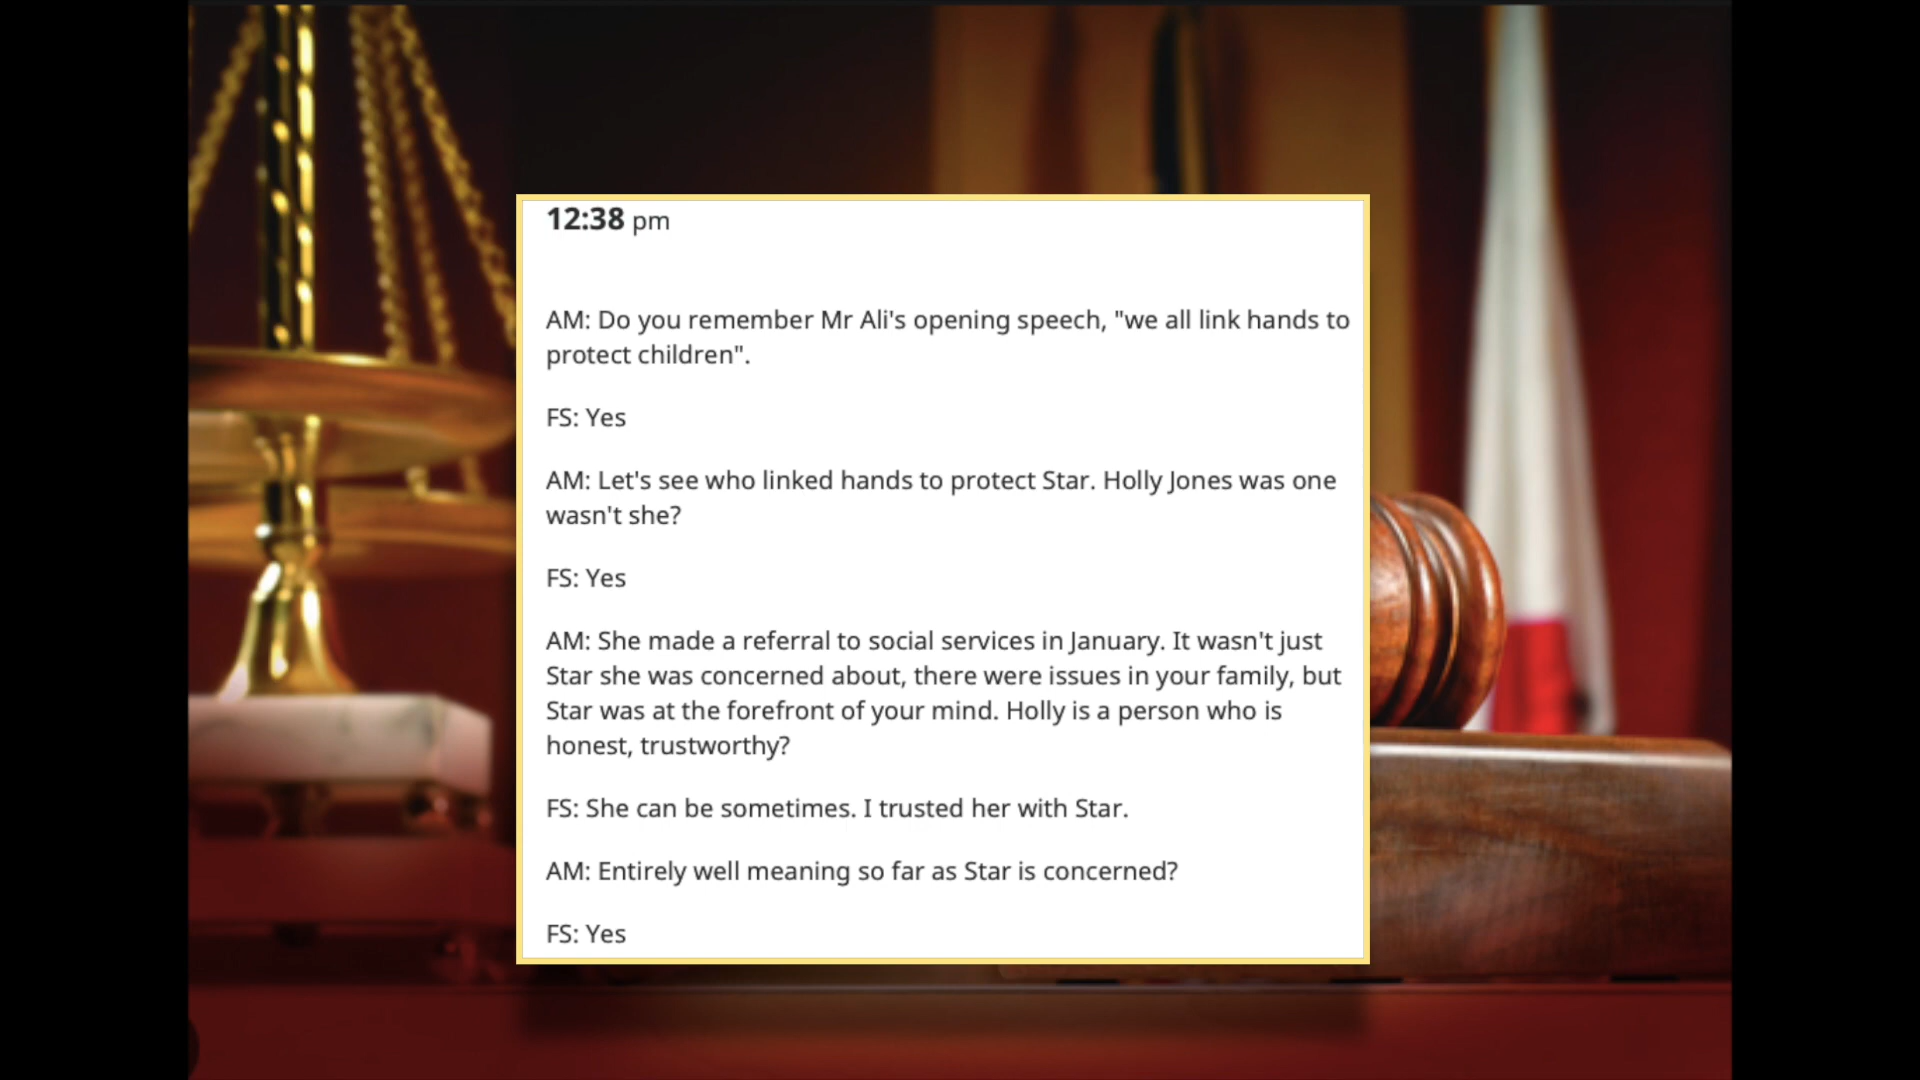 12:38 pm
AM: Do you remember Mr Ali's opening speech, "we all link hands to
protect children".
FS: Yes
AM: Let's see who linked hands to protect Star. Holly Jones was one
wasn't she?
FS: Yes
AM: She made a referral to social services in January. It wasn't just
Star she was concerned about, there were issues in your family, but
Star was at the forefront of your mind. Holly is a person who is
honest, trustworthy?
FS: She can be sometimes. I trusted her with Star.
AM: Entirely well meaning so far as Star is concerned?
FS: Yes